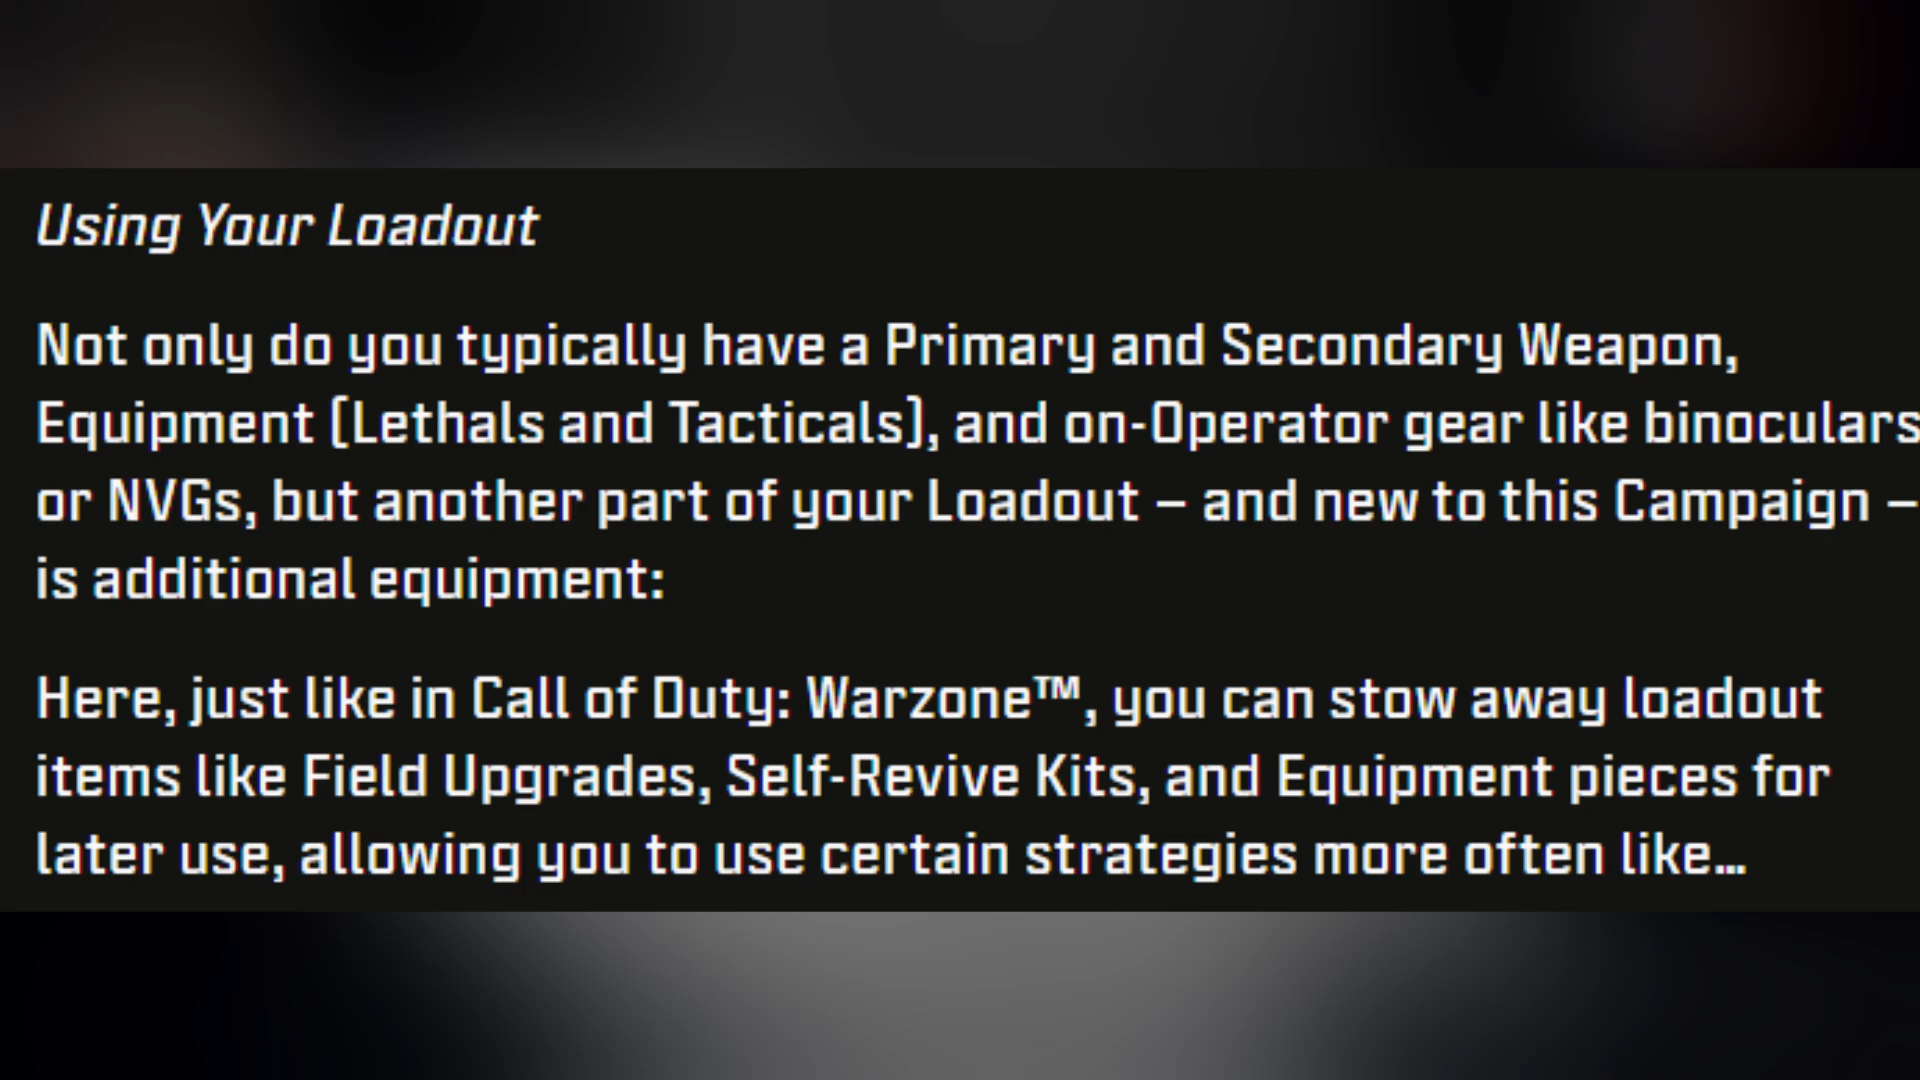 Using Your Loadout
Not only do you typically have a Primary and Secondary Weapon,
Equipment (Lethals and Tacticals), and on-Operator gear like binoculars
or NVGs, but another part of your Loadout – and new to this Campaign –
is additional equipment:
Here, just like in Call of Duty: Warzone™, you can stow away loadout
items like Field Upgrades, Self-Revive Kits, and Equipment pieces for
later use, allowing you to use certain strategies more often like…